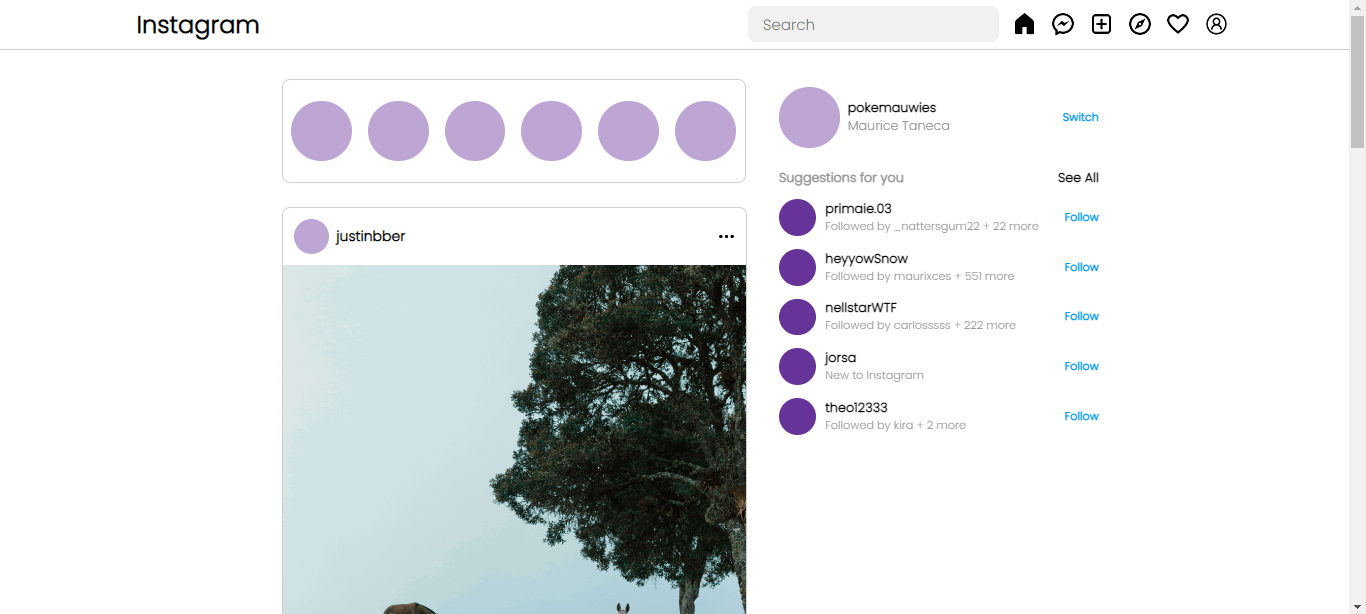 Instagram
Search
pokemauwies
Maurice Taneca
Switch
Suggestions for you
See All
justinbber
primaie.03
Followed by _nattersgum22 + 22 more
Follow
heyyowSnow
Followed by maurixces + 551 more
Follow
nellstarWTF
Followed by carlosssss + 222 more
Follow
jorsa
New to Instagram
Follow
theo12333
Followed by kira + 2 more
Follow